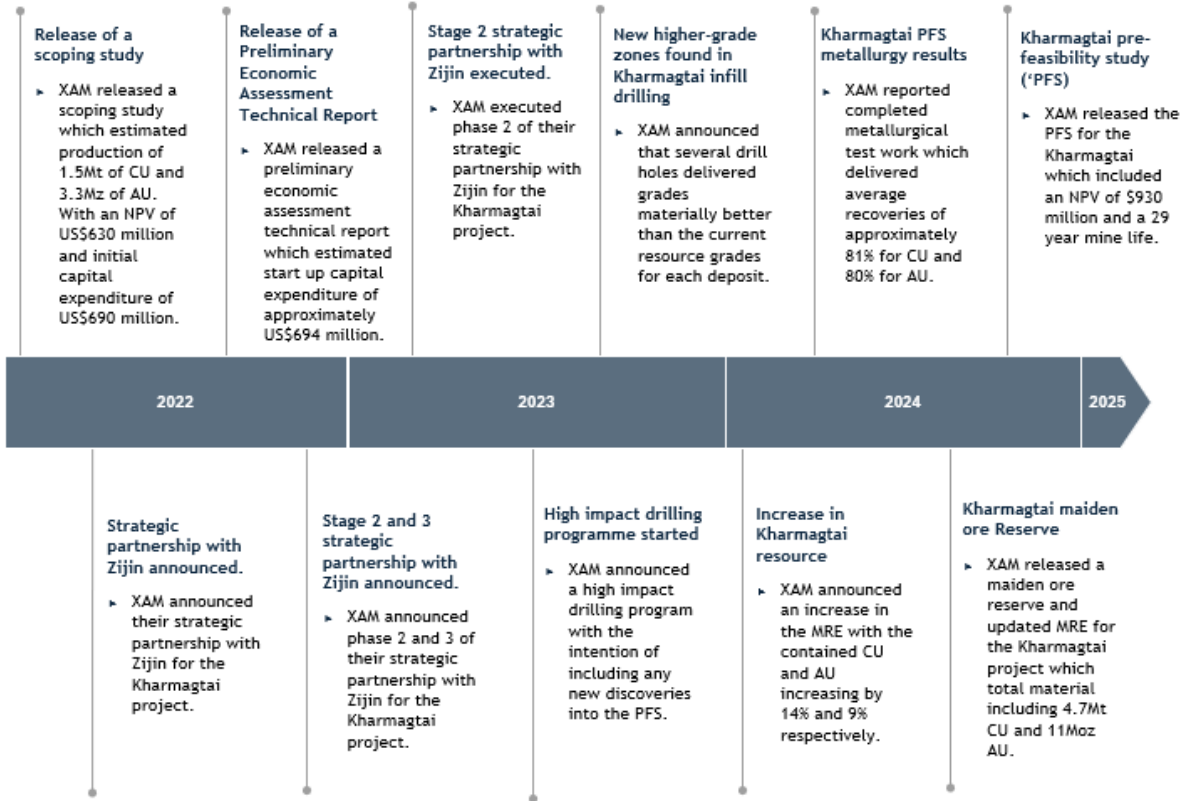 Release of a
scoping study
► XAM released a
scoping study
which estimated
production of
1.5Mt of CU and
3.3Mz of AU.
With an NPV of
US$630 million
and initial
capital
expenditure of
US$690 million.
Release of a
Preliminary
Economic
Assessment
Technical Report
► XAM released a
preliminary
economic
assessment
technical report
which estimated
start up capital
expenditure of
approximately
US$694 million.
Stage 2 strategic
partnership with
Zijin executed.
► XAM executed
phase 2 of their
strategic
partnership with
Zijin for the
Kharmagtai
project.
New higher-grade
zones found in
Kharmagtai infill
drilling
► XAM announced
that several drill
holes delivered
grades
materially better
than the current
resource grades
for each deposit.
Kharmagtai PFS
metallurgy results
► XAM reported
completed
metallurgical
test work which
delivered
average
recoveries of
approximately
81% for CU and
80% for AU.
Kharmagtai pre-
feasibility study
('PFS)
► XAM released the
PFS for the
Kharmagtai
which included
an NPV of $930
million and a 29
year mine life.
2022
2023
2024
2025
Strategic
partnership with
Zijin announced.
► XAM announced
their strategic
partnership with
Zijin for the
Kharmagtai
project.
Stage 2 and 3
strategic
partnership with
Zijin announced.
► XAM announced
phase 2 and 3 of
their strategic
partnership with
Zijin for the
Kharmagtai
project.
High impact drilling
programme started
► XAM announced
a high impact
drilling program
with the
intention of
including any
new discoveries
into the PFS.
Increase in
Kharmagtai
resource
► XAM announced
an increase in
the MRE with the
contained CU
and AU
increasing by
14% and 9%
respectively.
Kharmagtai maiden
ore Reserve
► XAM released a
maiden ore
reserve and
updated MRE for
the Kharmagtai
project which
total material
including 4.7Mt
CU and 11Moz
AU.